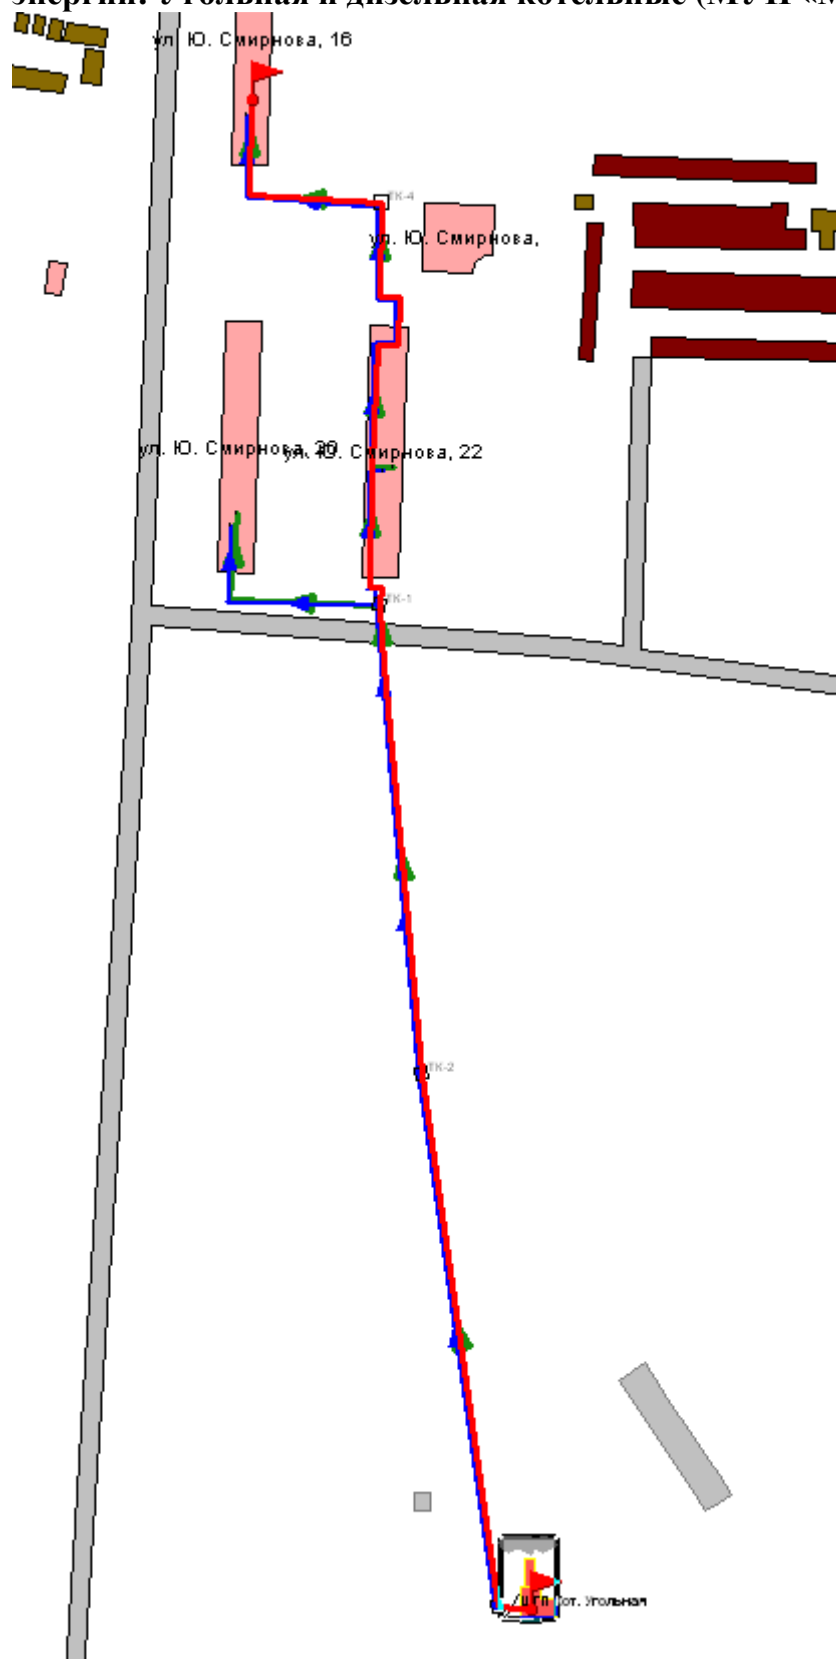 энергии: Угольная и дизельная котельные (МУП «М
ул. Ю. Смирнова, 16
ТК-4
ул. Ю. Смирнова,
ул. Ю. Смирнова, 20
ул. Ю. Смирнова, 22
ТК-1
ТК-2
ЦТП Кот. Угольная